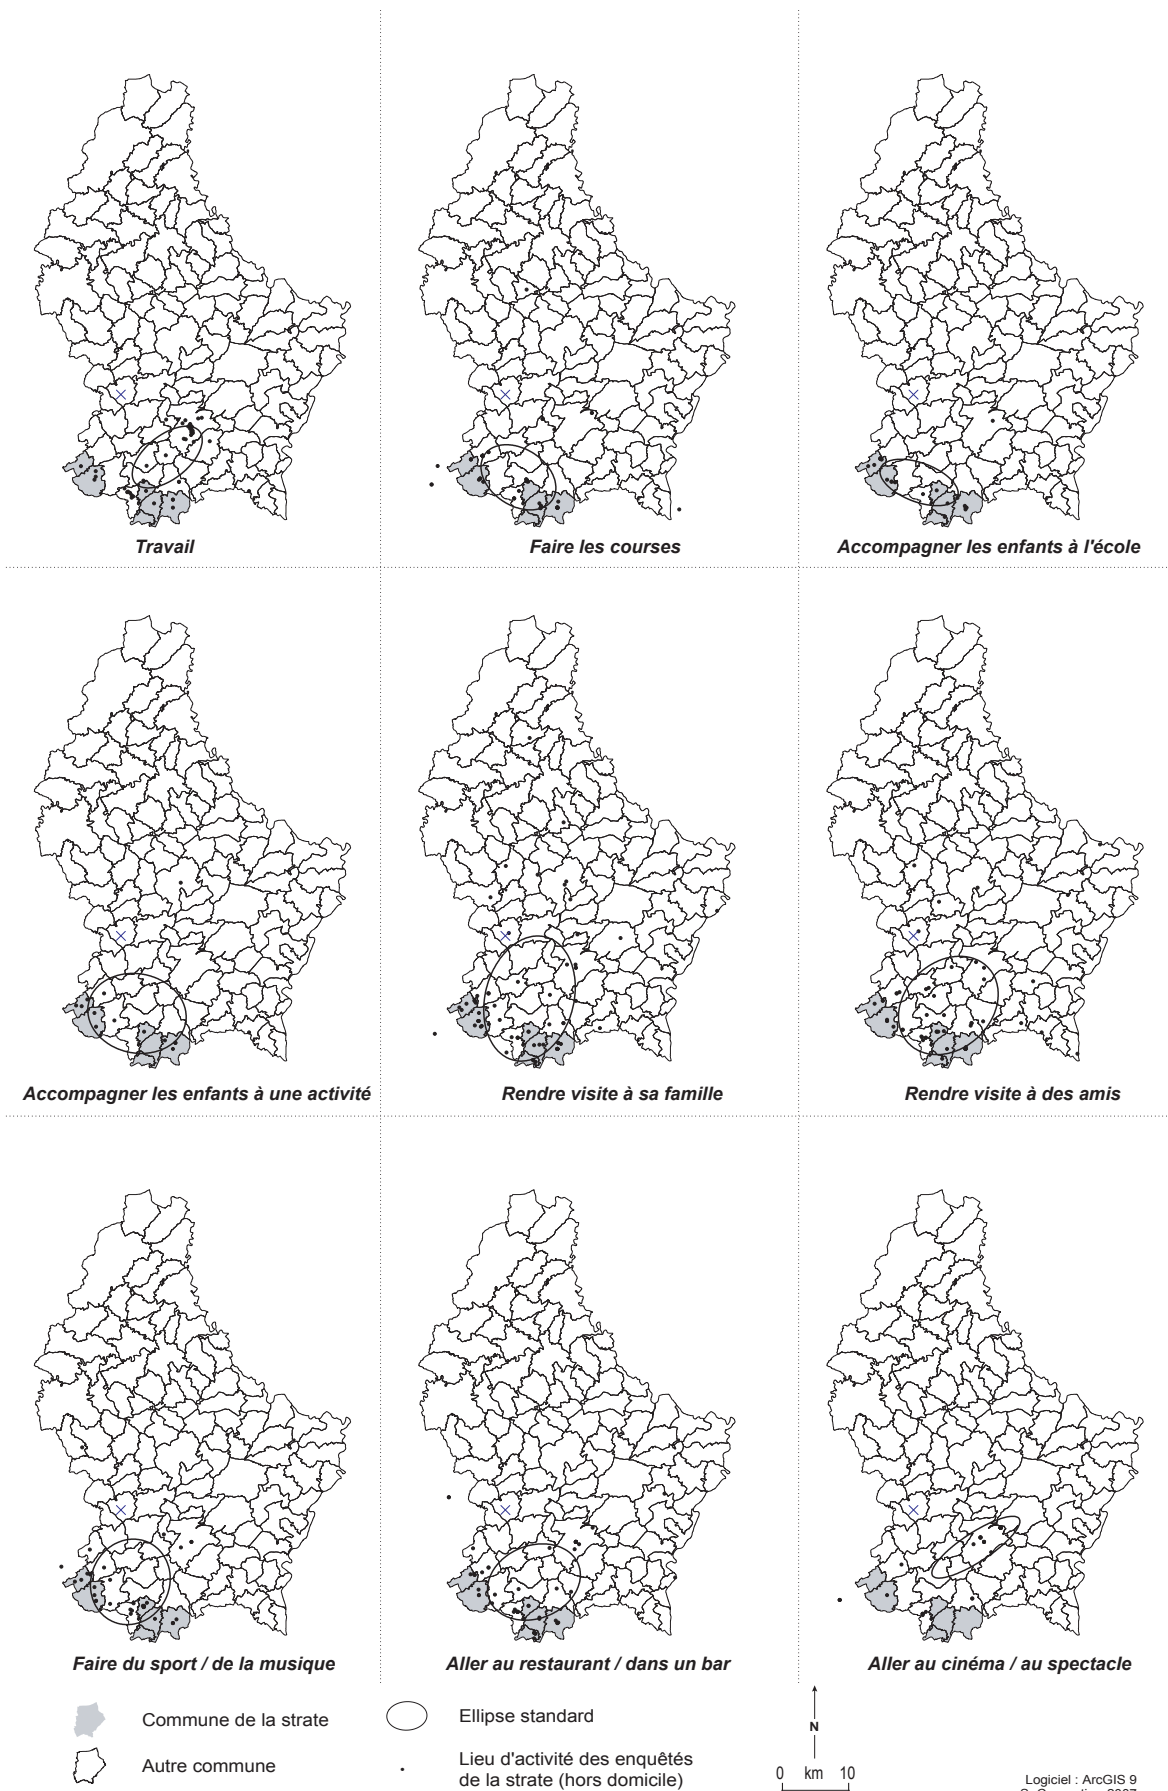 Travail
Faire les courses
Accompagner les enfants à l'école
Accompagner les enfants à une activité
Rendre visite à sa famille
Rendre visite à des amis
Faire du sport / de la musique
Aller au restaurant / dans un bar
Aller au cinéma / au spectacle
Commune de la strate
Autre commune
Ellipse standard
Lieu d'activité des enquêtés
de la strate (hors domicile)
N
0 km 10
Logiciel : ArcGIS 9